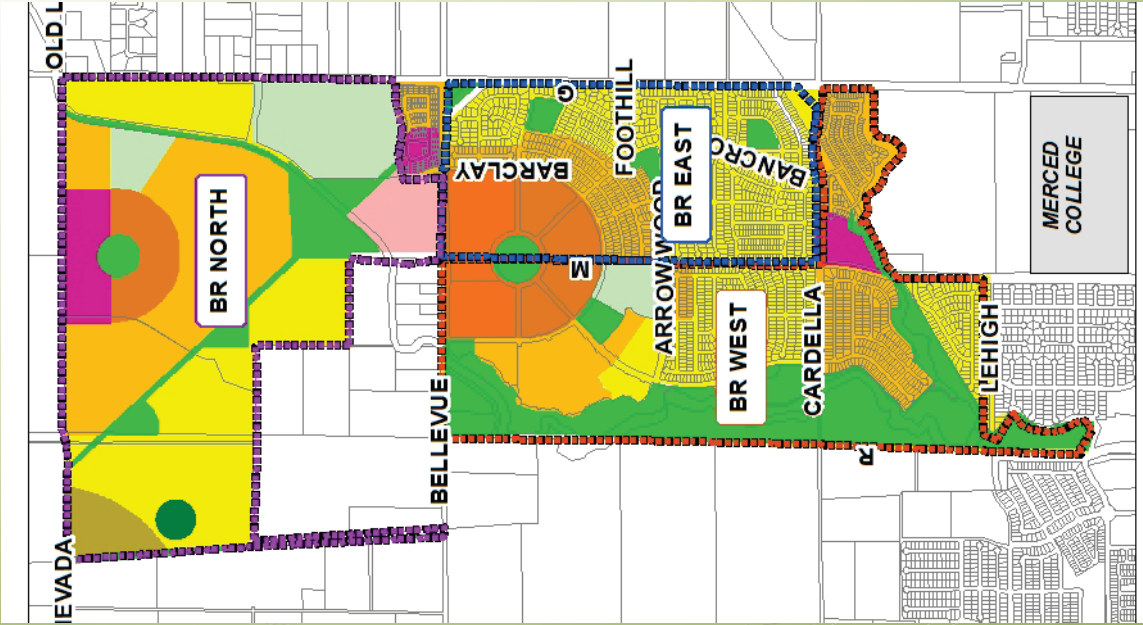 OLD L
FOOTHILL
G
BR EAST
BARCLAY
BANCRO
MERCED
COLLEGE
BR NORTH
ARROWWOOD
M
BR WEST
CARDELLA
LEHIGH
BELLEVUE
R
IEVADA